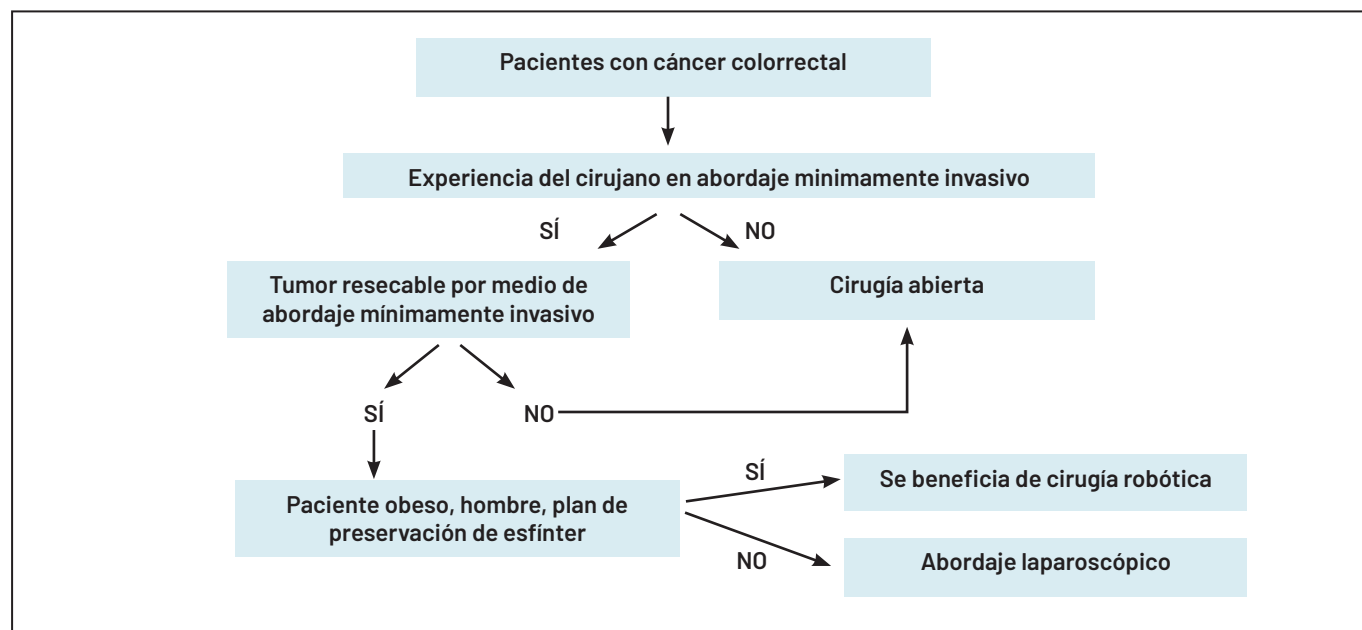 Pacientes con cáncer colorrectal
Experiencia del cirujano en abordaje minimamente invasivo
SÍ
NO
Tumor resecable por medio de
abordaje mínimamente invasivo
Cirugía abierta
SÍ
NO
Paciente obeso, hombre, plan de
preservación de esfínter
SÍ
Se beneficia de cirugía robótica
NO
Abordaje laparoscópico